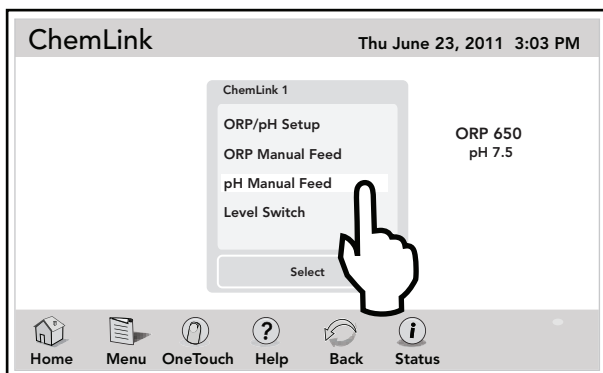 ChemLink
Thu June 23, 2011 3:03 PM
ChemLink 1
ORP/pH Setup
ORP Manual Feed
pH Manual Feed
Level Switch
Select
ORP 650
pH 7.5
?
i
Home Menu OneTouch Help Back Status